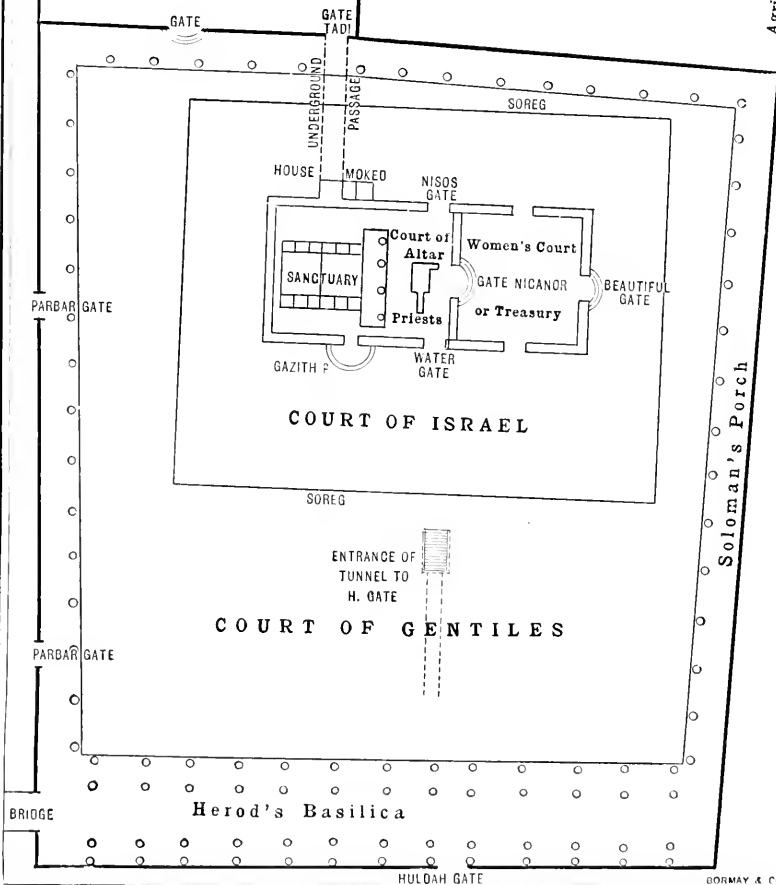 GATE
GATE
TADI
UNDERGROUND
PASSAGE
SOREG
HOUSE MOKED
NISOS
GATE
Court of
Altar
Women's Court
SANCTUARY
GATE NICANOR
BEAUTIFUL
GATE
PARBAR GATE
Priests
or Treasury
GAZITH ?
WATER
GATE
COURT OF ISRAEL
Soloman's Porch
SOREG
ENTRANCE OF
TUNNEL TO
H. GATE
COURT OF GENTILES
PARBAR GATE
Herod's Basilica
BRIDGE
HULDAH GATE
BORMAY & C